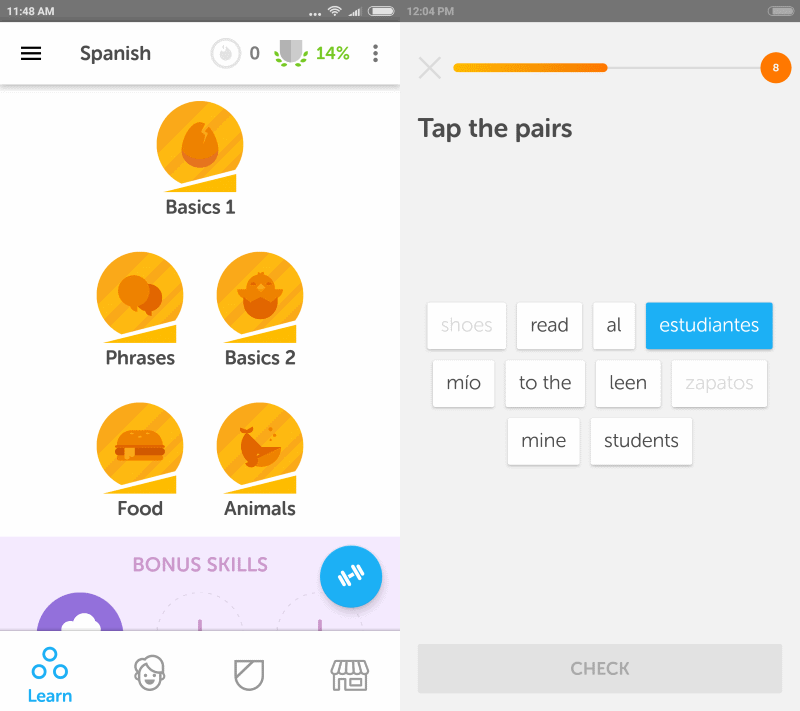 11:48 AM
Spanish 0 14%
Basics 1
Phrases Basics 2
Food Animals
BONUS SKILLS
Learn
12:04 PM
8
Tap the pairs
shoes read al estudiantes
mío to the leen zapatos
mine students
CHECK